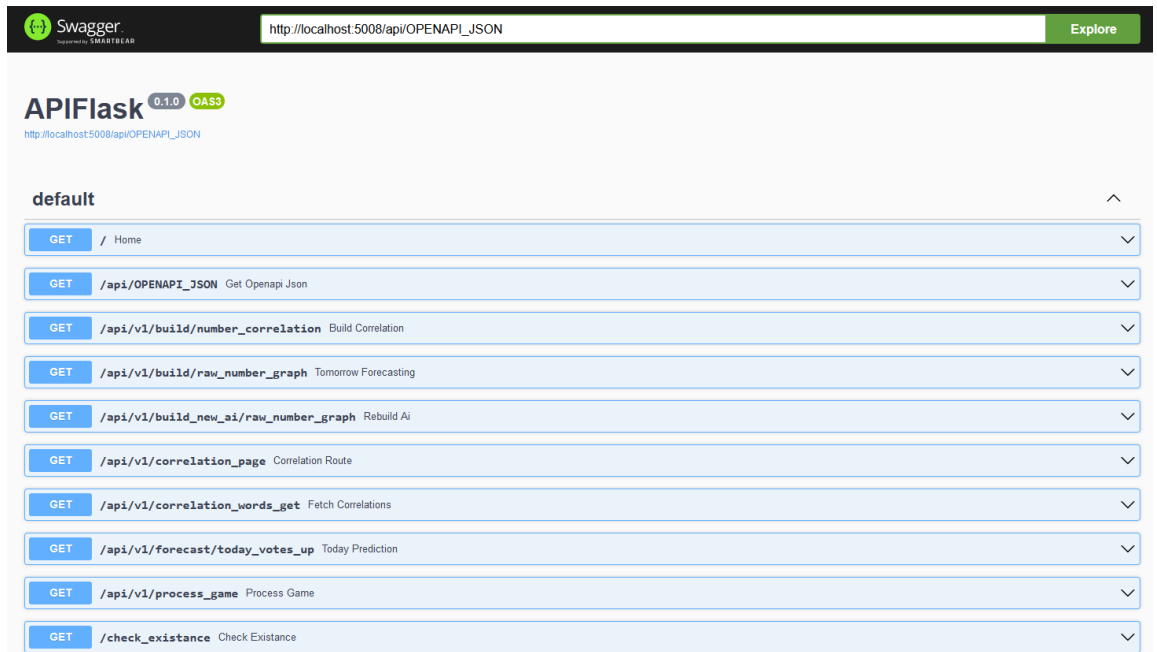 Swagger.
Supported by SMARTBEAR
http://localhost:5008/api/OPENAPI_JSON
Explore
APIFlask 0.1.0 OAS3
http://localhost:5008/api/OPENAPI_JSON
default
GET / Home
GET /api/OPENAPI_JSON Get Openapi Json
GET /api/v1/build/number_correlation Build Correlation
GET /api/v1/build/raw_number_graph Tomorrow Forecasting
GET /api/v1/build_new_ai/raw_number_graph Rebuild Ai
GET /api/v1/correlation_page Correlation Route
GET /api/v1/correlation_words_get Fetch Correlations
GET /api/v1/forecast/today_votes_up Today Prediction
GET /api/v1/process_game Process Game
GET /check_existance Check Existance